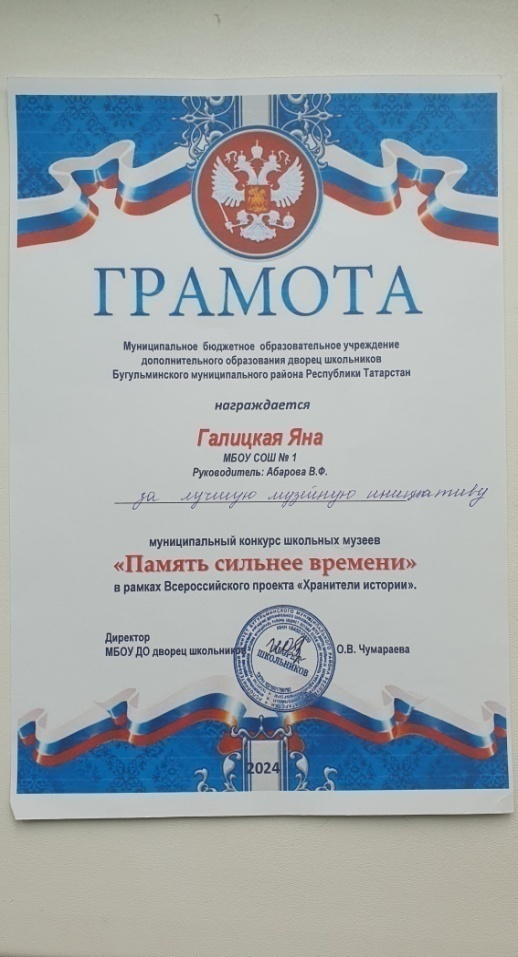 ГРАМОТА
Муниципальное бюджетное образовательное учреждение
дополнительного образования дворец школьников
Бугульминского муниципального района Республики Татарстан
награждается
Галицкая Яна
МБОУ СОШ № 1
Руководитель: Абарова В.Ф.
за лучшую музейную инициативу
муниципальный конкурс школьных музеев
«Память сильнее времени»
в рамках Всероссийского проекта «Хранители истории».
Директор
МБОУ ДО дворец школьников О.В. Чумараева
ШКОЛЬНИКОВ
2024